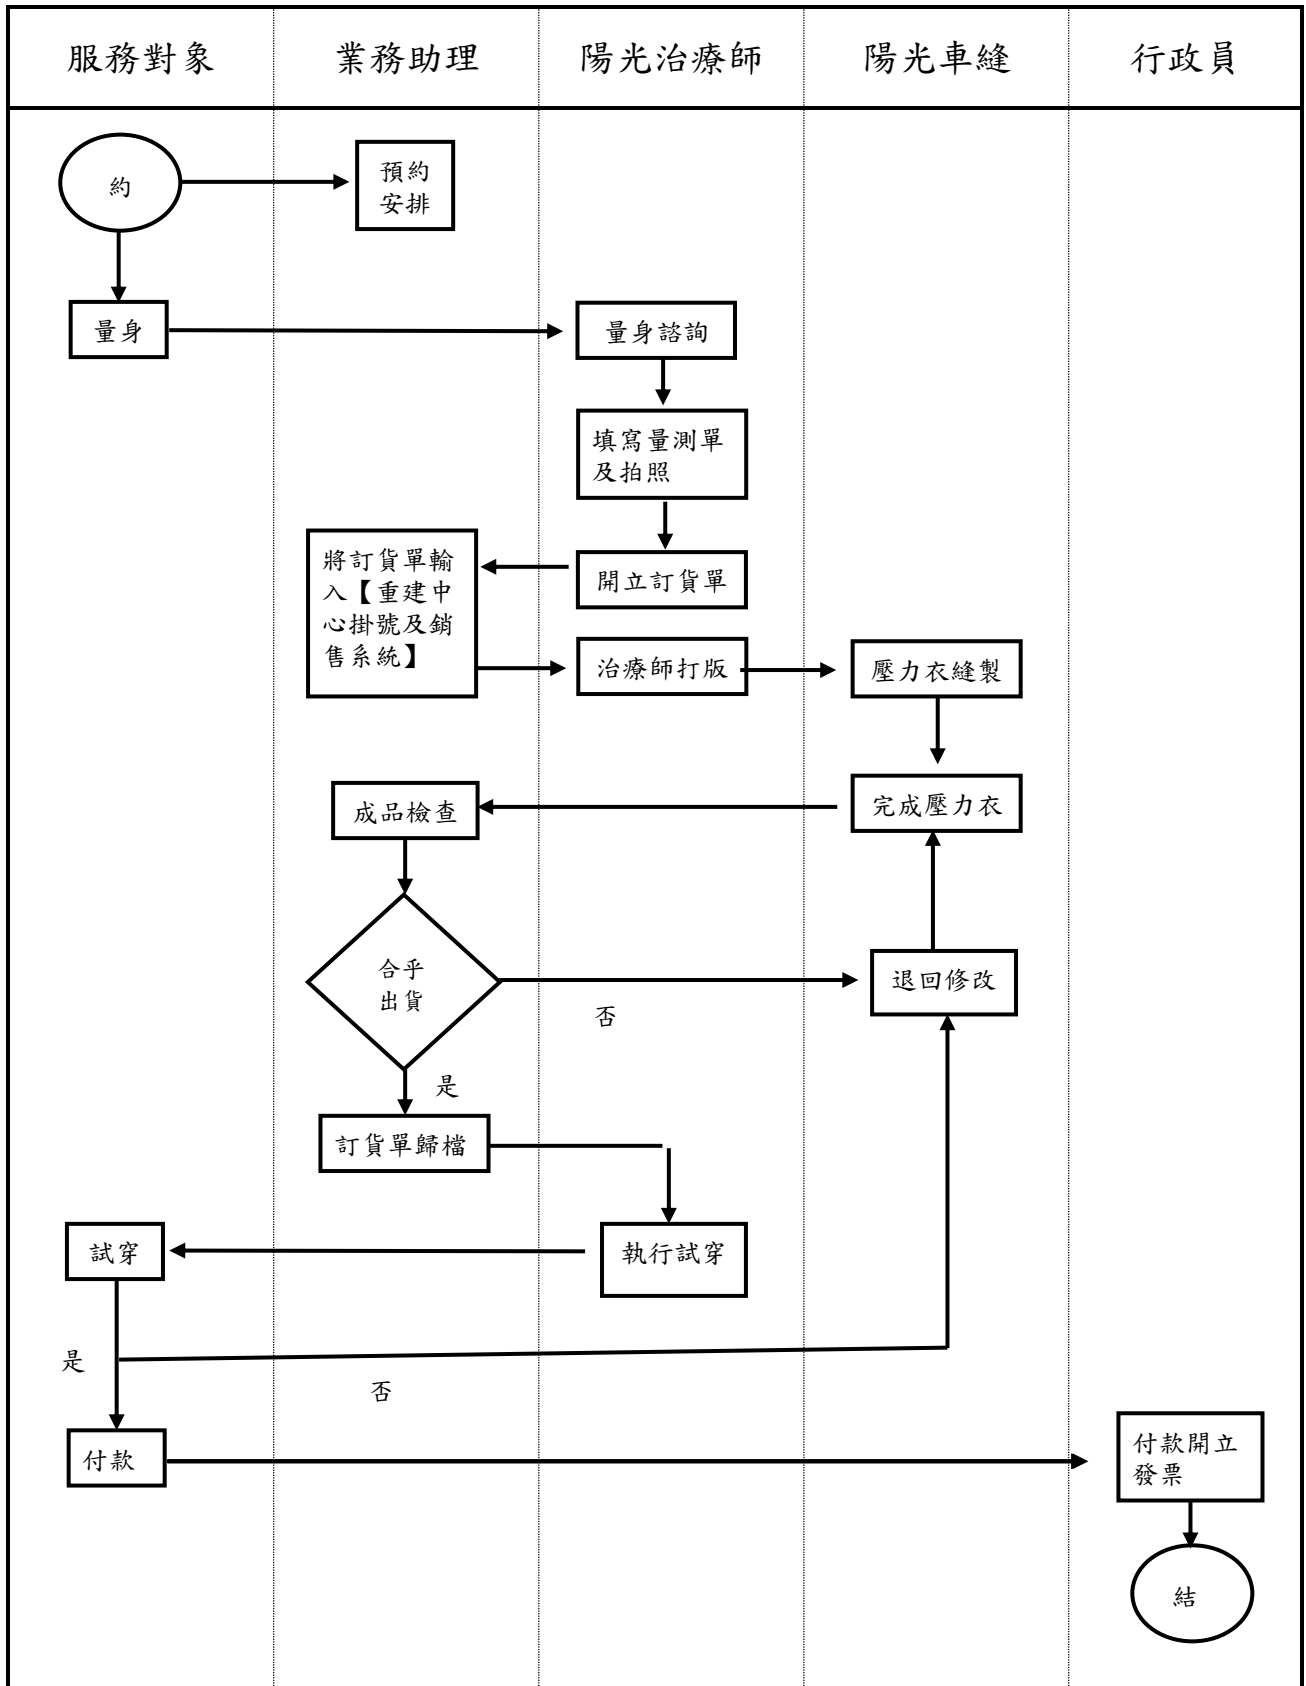 服務對象
業務助理
陽光治療師
陽光車縫
行政員
約
預約
安排
量身
量身諮詢
填寫量測單
及拍照
將訂貨單輸
入【重建中
心掛號及銷
售系統】
開立訂貨單
治療師打版
壓力衣縫製
成品檢查
完成壓力衣
合乎
出貨
否
退回修改
是
訂貨單歸檔
試穿
執行試穿
是
否
付款
付款開立
發票
結